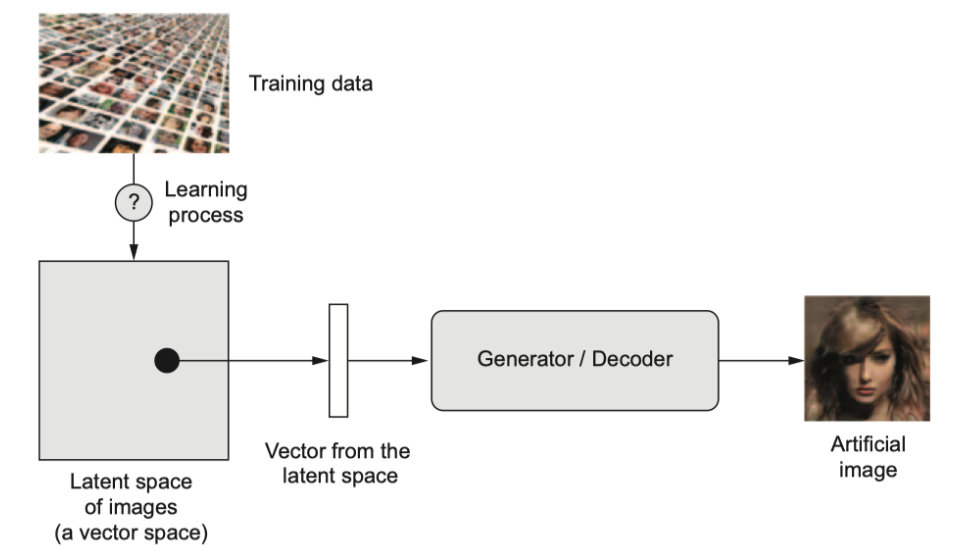 Training data
?
Learning
process
Generator / Decoder
Vector from the
latent space
Artificial
image
Latent space
of images
(a vector space)